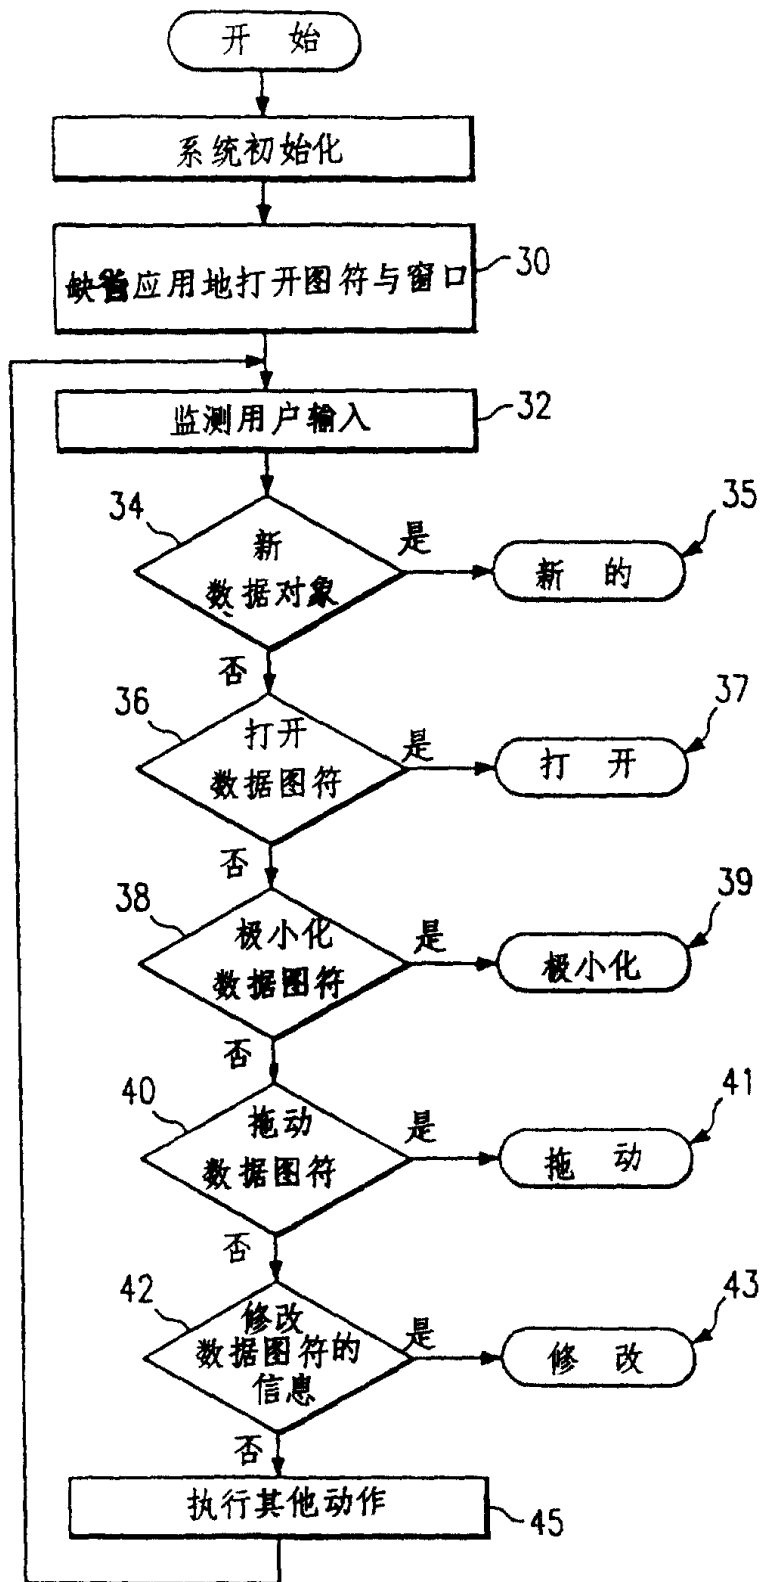 开 始
系统初始化
缺省应用地打开图符与窗口
30
监测用户输入
32
34
新
数据对象
是
新 的
35
否
36
打开
数据图符
是
打 开
37
否
38
极小化
数据图符
是
极小化
39
否
40
拖动
数据图符
是
拖 动
41
否
42
修改
数据图符的
信息
是
修 改
43
否
执行其他动作
45